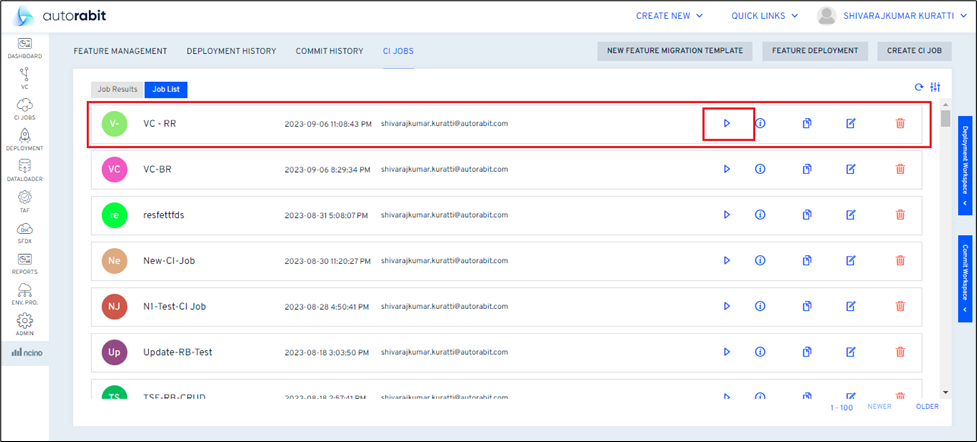 autorabit
CREATE NEW
QUICK LINKS
SHIVARAJKUMAR KURATTI
DASHBOARD
VC
CI JOBS
DEPLOYMENT
DATALOADER
TAF
SFDX
REPORTS
ENV. PRO.
ADMIN
ncino
FEATURE MANAGEMENT
DEPLOYMENT HISTORY
COMMIT HISTORY
CI JOBS
NEW FEATURE MIGRATION TEMPLATE
FEATURE DEPLOYMENT
CREATE CI JOB
Job Results
Job List
V- VC - RR 2023-09-06 11:08:43 PM shivarajkumar.kuratti@autorabit.com
VC VC-BR 2023-09-06 8:29:34 PM shivarajkumar.kuratti@autorabit.com
re resfettfds 2023-08-31 5:08:07 PM shivarajkumar.kuratti@autorabit.com
Ne New-CI-Job 2023-08-30 11:20:27 PM shivarajkumar.kuratti@autorabit.com
NJ N1-Test-CI Job 2023-08-28 4:50:41 PM shivarajkumar.kuratti@autorabit.com
Up Update-RB-Test 2023-08-18 3:03:50 PM shivarajkumar.kuratti@autorabit.com
TS TSF-RB-CRUD 2023-08-18 2:57:41 PM shivarajkumar.kuratti@autorabit.com
1 - 100
NEWER
OLDER
Deployment Workspace
Commit Workspace